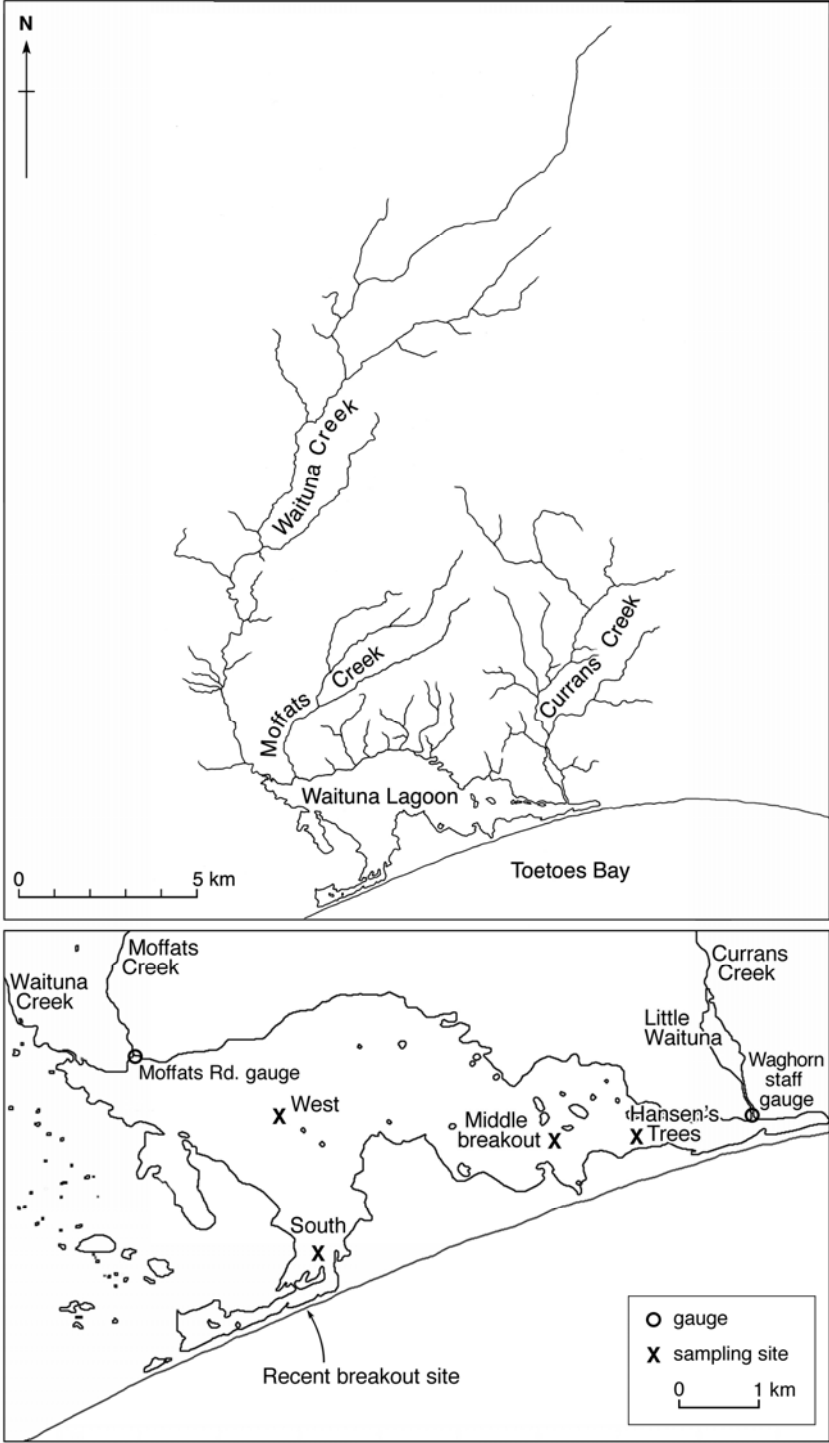 N
Waituna Creek
Moffats Creek
Currans Creek
Waituna Lagoon
Toetoes Bay
0 5 km
Moffats
Creek
Waituna
Creek
Currans
Creek
Little
Waituna
Waghorn
staff
gauge
Moffats Rd. gauge
X West
Middle
breakout X
Hansen's
X Trees
South
X
Recent breakout site
O gauge
X sampling site
0 1 km